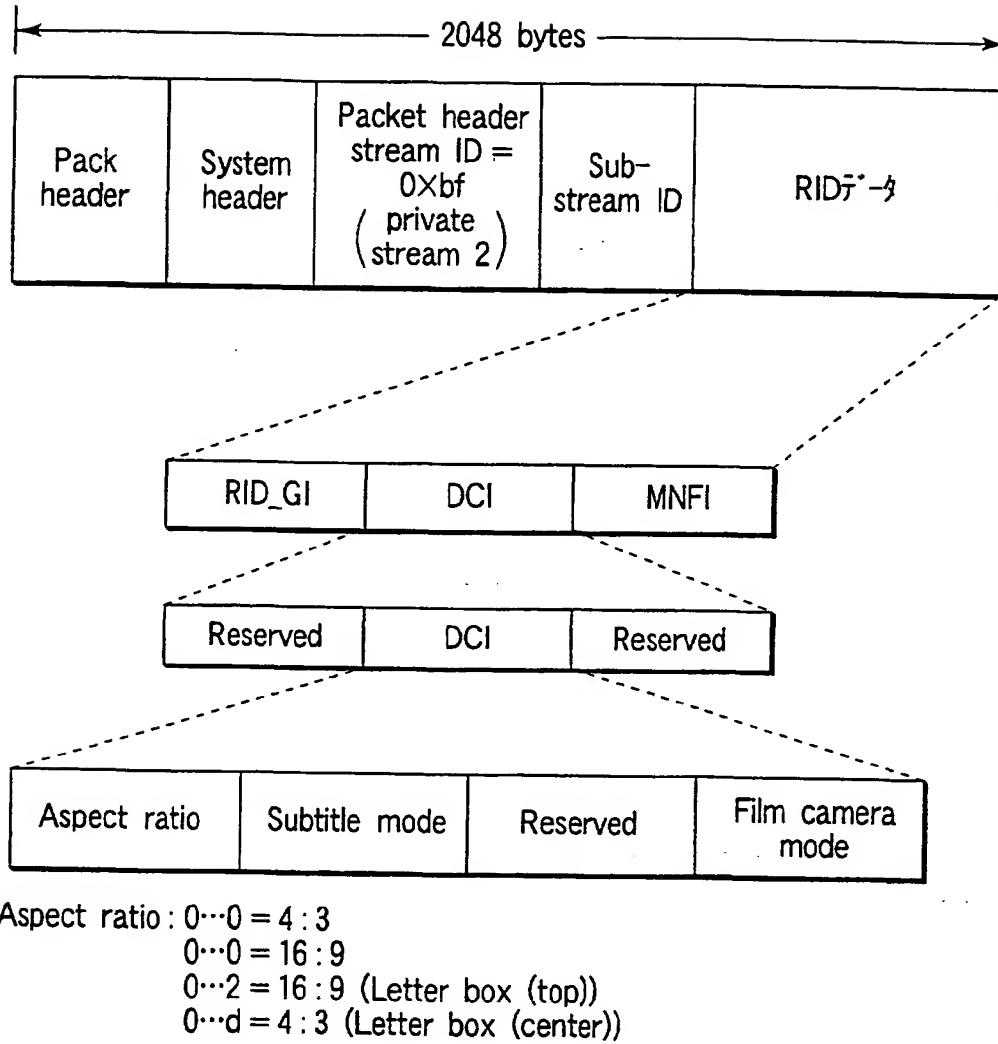 2048 bytes
Pack
header
System
header
Packet header
stream ID =
0Xbf
(private
stream 2)
Sub-
stream ID
RIDデータ
RID_GI
DCI
MNFI
Reserved
DCI
Reserved
Aspect ratio
Subtitle mode
Reserved
Film camera
mode
Aspect ratio : 0…0 = 4 : 3
0…0 = 16 : 9
0…2 = 16 : 9 (Letter box (top))
0…d = 4 : 3 (Letter box (center))